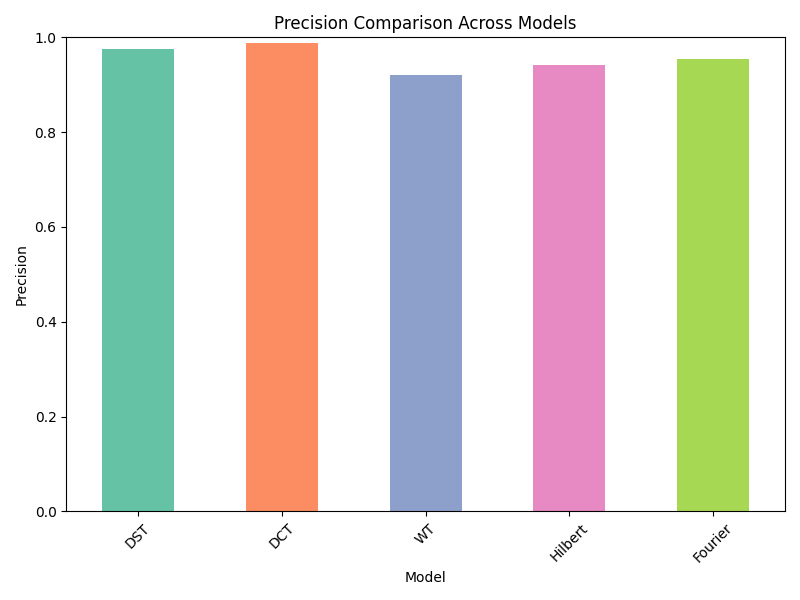 Precision Comparison Across Models
1.0
0.8
0.6
0.4
0.2
0.0
Precision
DST
DCT
WT
Hilbert
Fourier
Model